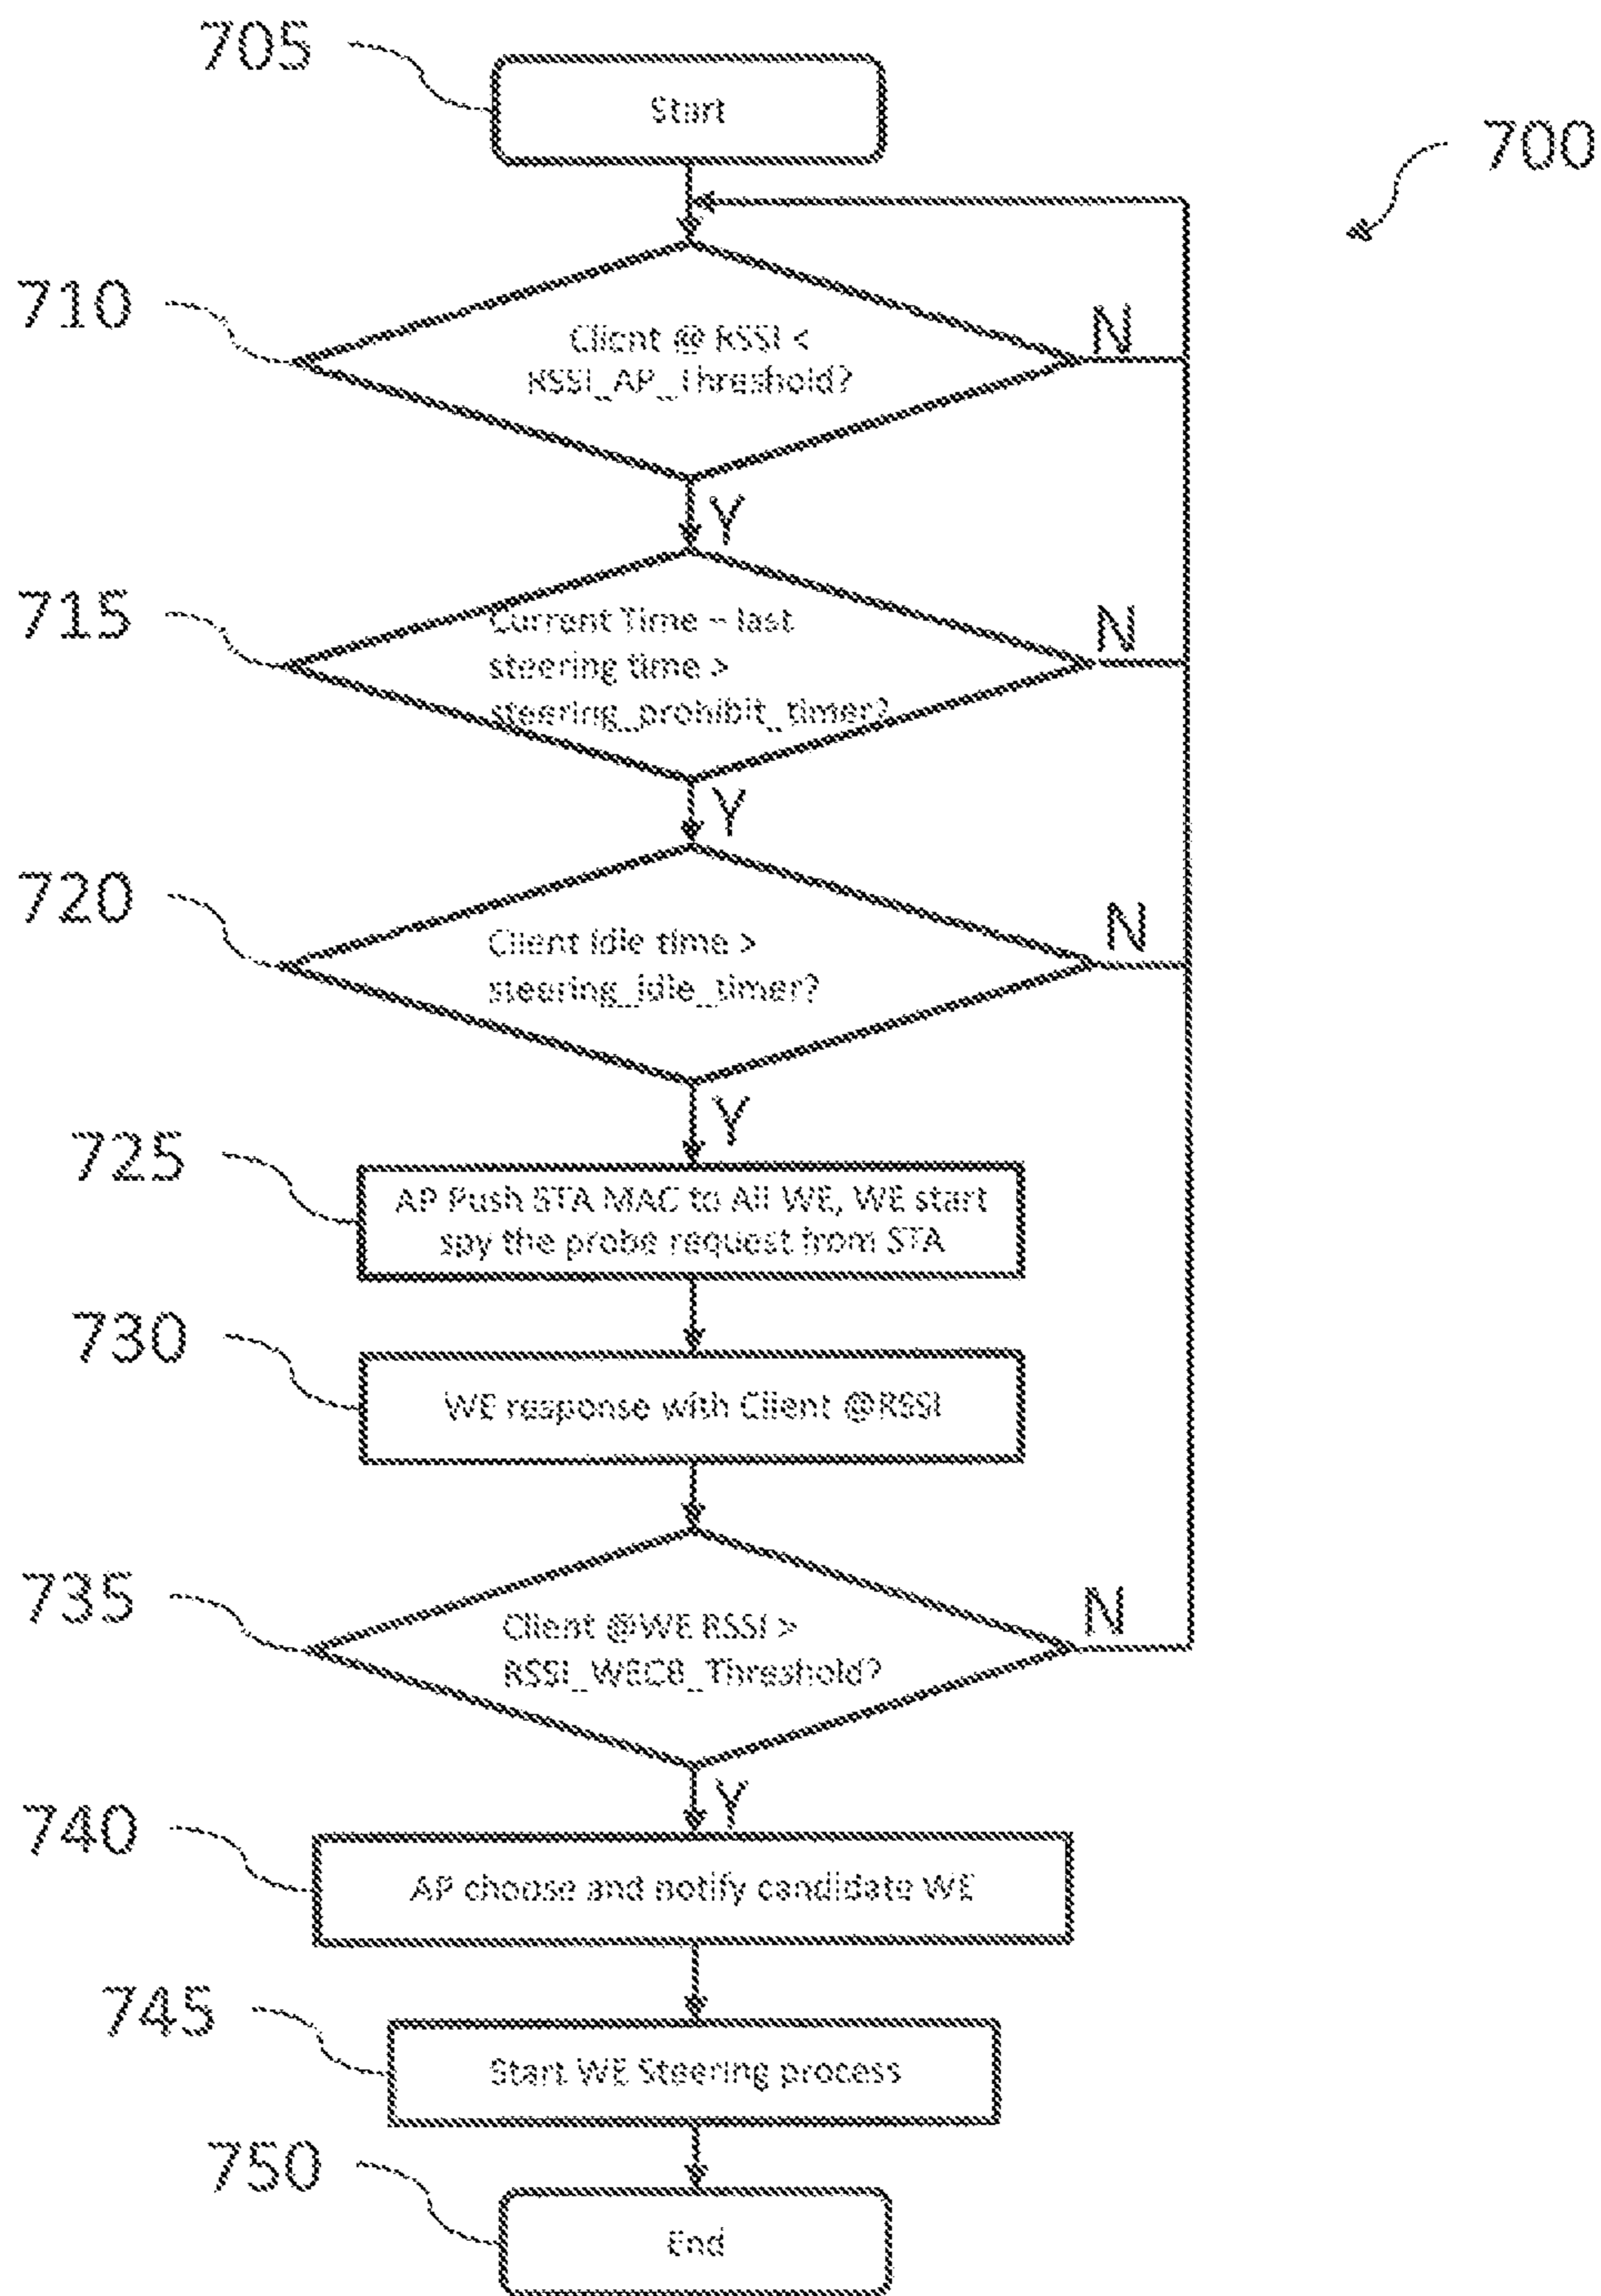 705
Start
700
710
Client @ RSSI <
RSSI_AP_Threshold?
N
Y
715
Current Time – last
steering time >
steering_prohibit_timer?
N
Y
720
Client idle time >
steering_idle_timer?
N
Y
725
AP Push STA MAC to All WE, WE start
spy the probe request from STA
730
WE response with Client @RSSI
735
Client @WE RSSI >
RSSI_WECB_Threshold?
N
Y
740
AP choose and notify candidate WE
745
Start WE Steering process
750
End